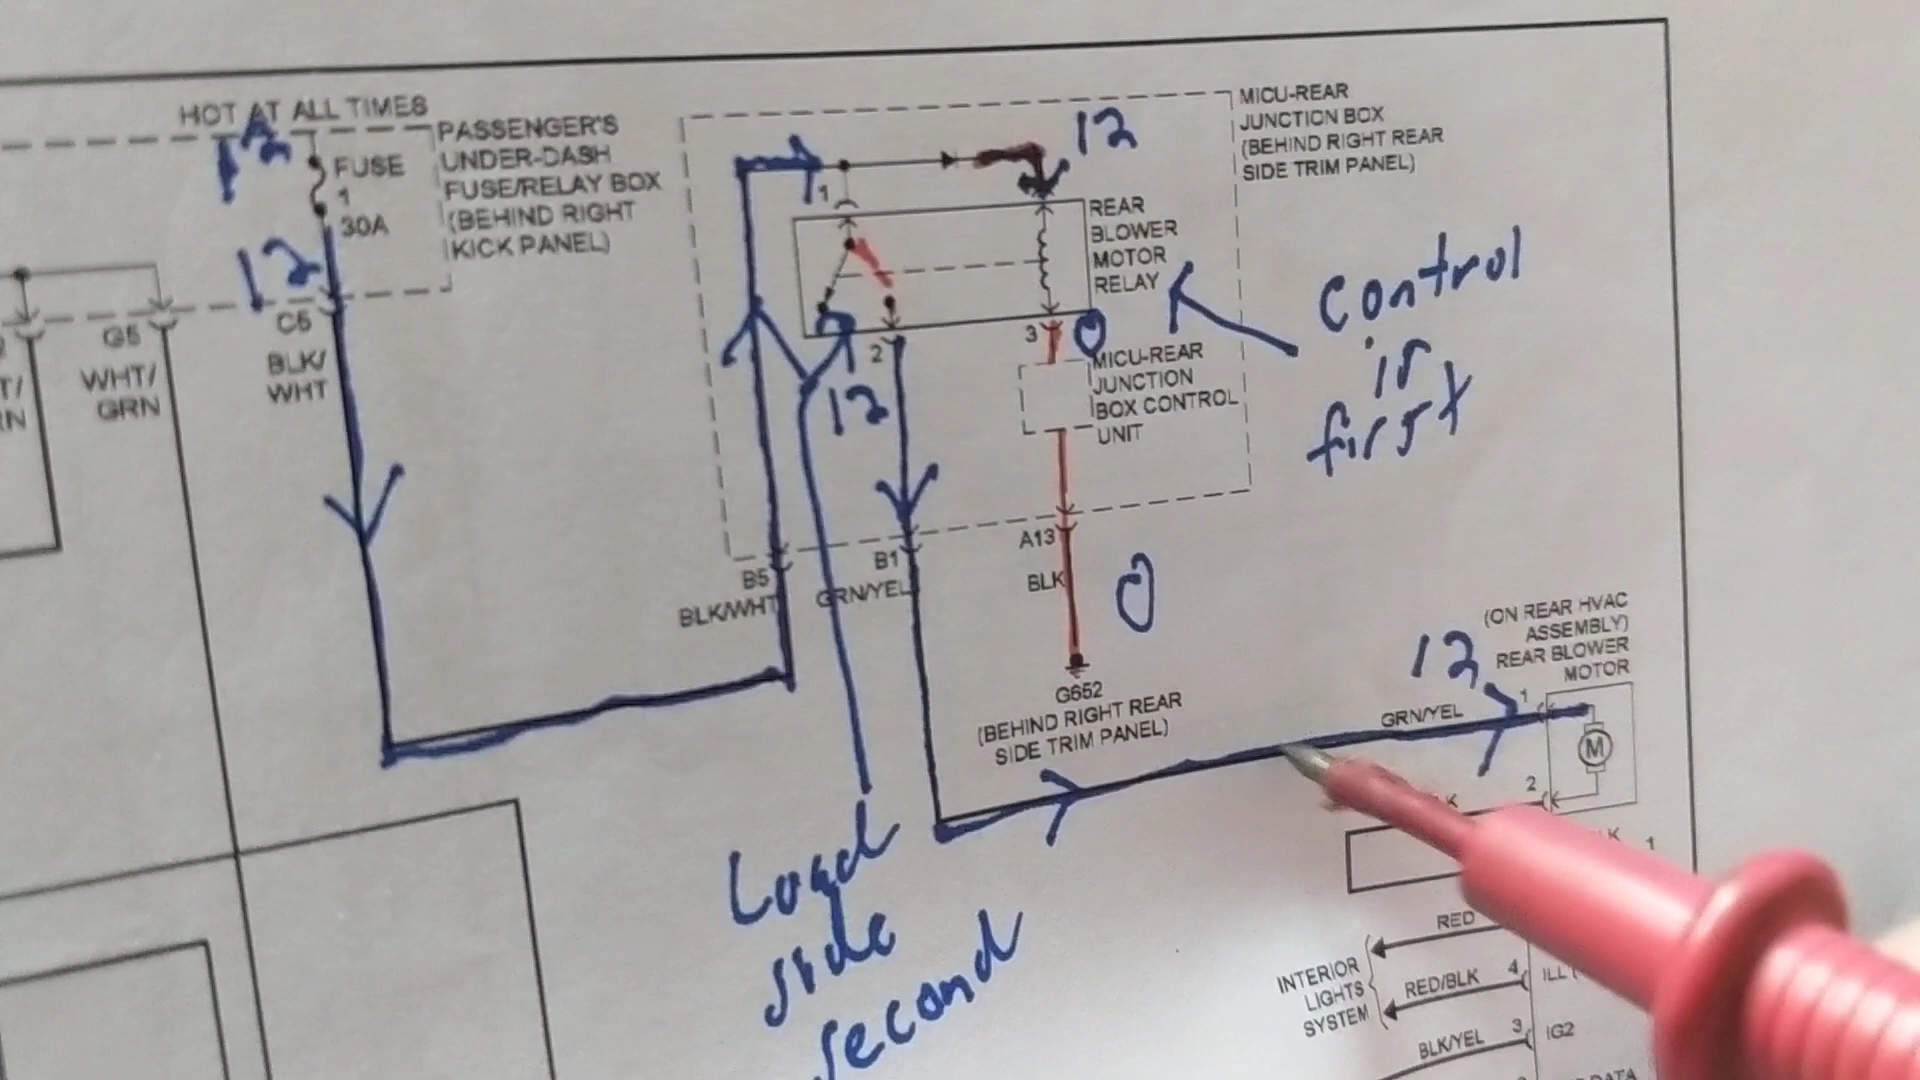 HOT AT ALL TIMES
12
FUSE
1
30A
PASSENGER'S
UNDER-DASH
FUSE/RELAY BOX
(BEHIND RIGHT
KICK PANEL)
12
G5
WHT/
GRN
C5
BLK/
WHT
MICU-REAR
JUNCTION BOX
(BEHIND RIGHT REAR
SIDE TRIM PANEL)
12
1
REAR
BLOWER
MOTOR
RELAY
2
3
0
12
MICU-REAR
JUNCTION
BOX CONTROL
UNIT
Control
is
first
B5
BLK/WHT
B1
GRN/YEL
A13
BLK
0
G652
(BEHIND RIGHT REAR
SIDE TRIM PANEL)
(ON REAR HVAC
ASSEMBLY)
REAR BLOWER
MOTOR
12
GRN/YEL
1
M
2
Load
side
second
1
RED
INTERIOR
LIGHTS
SYSTEM
RED/BLK
4
ILL
BLK/YEL
3
IG2
DATA